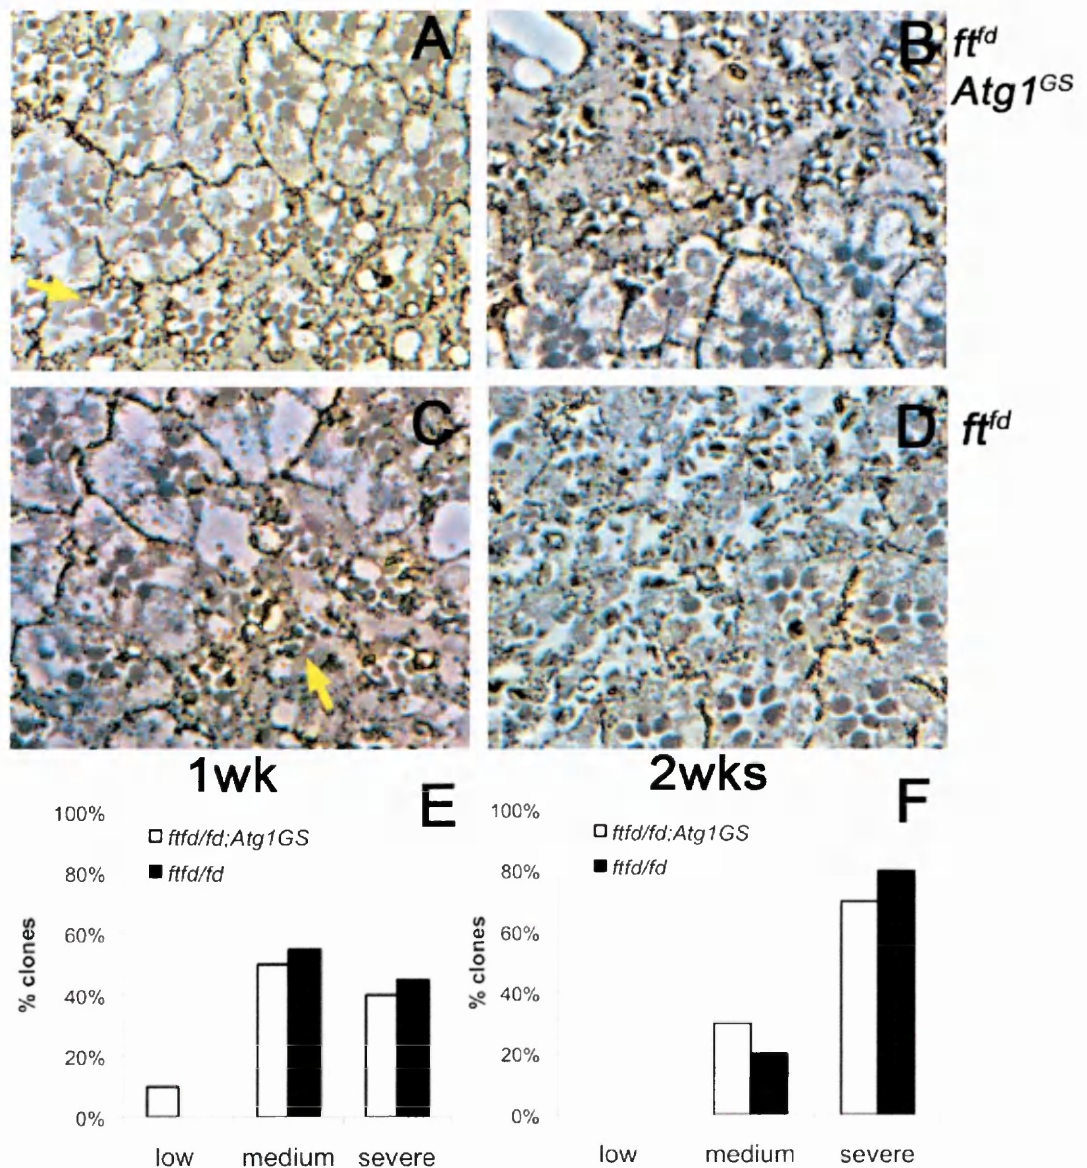 A
B
ft^fd
Atg1^GS
C
D
ft^fd
1wk
2wks
E
100%
80%
60%
40%
20%
0%
% clones
ftfd/fd;Atg1GS
ftfd/fd
low medium severe
F
100%
80%
60%
40%
20%
0%
% clones
ftfd/fd;Atg1GS
ftfd/fd
low medium severe